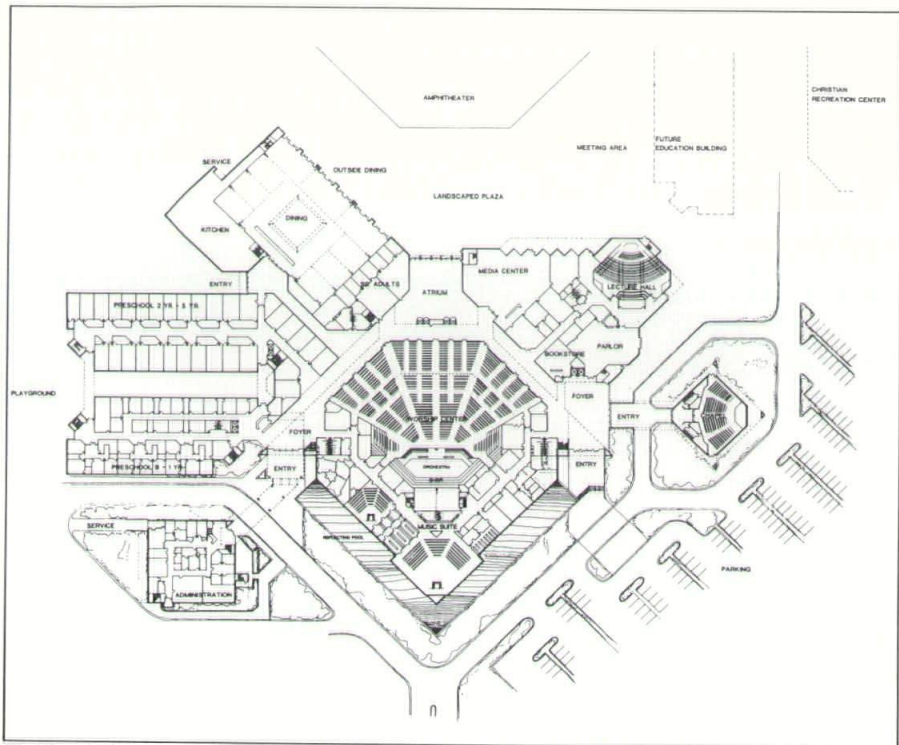 CHRISTIAN
RECREATION CENTER
AMPHITHEATER
MEETING AREA
FUTURE
EDUCATION BUILDING
SERVICE
OUTSIDE DINING
LANDSCAPED PLAZA
DINING
KITCHEN
MEDIA CENTER
ENTRY
ADULTS
ATRIUM
LECTURE HALL
PRESCHOOL 2 YR - 5 YR
PARLOR
BOOKSTORE
PLAYGROUND
FOYER
WORSHIP CENTER
ENTRY
FOYER
ORCHESTRA
CHOIR
PRESCHOOL B - 1 YR
ENTRY
ENTRY
SERVICE
MUSIC SUITE
REFLECTING POOL
PARKING
ADMINISTRATION